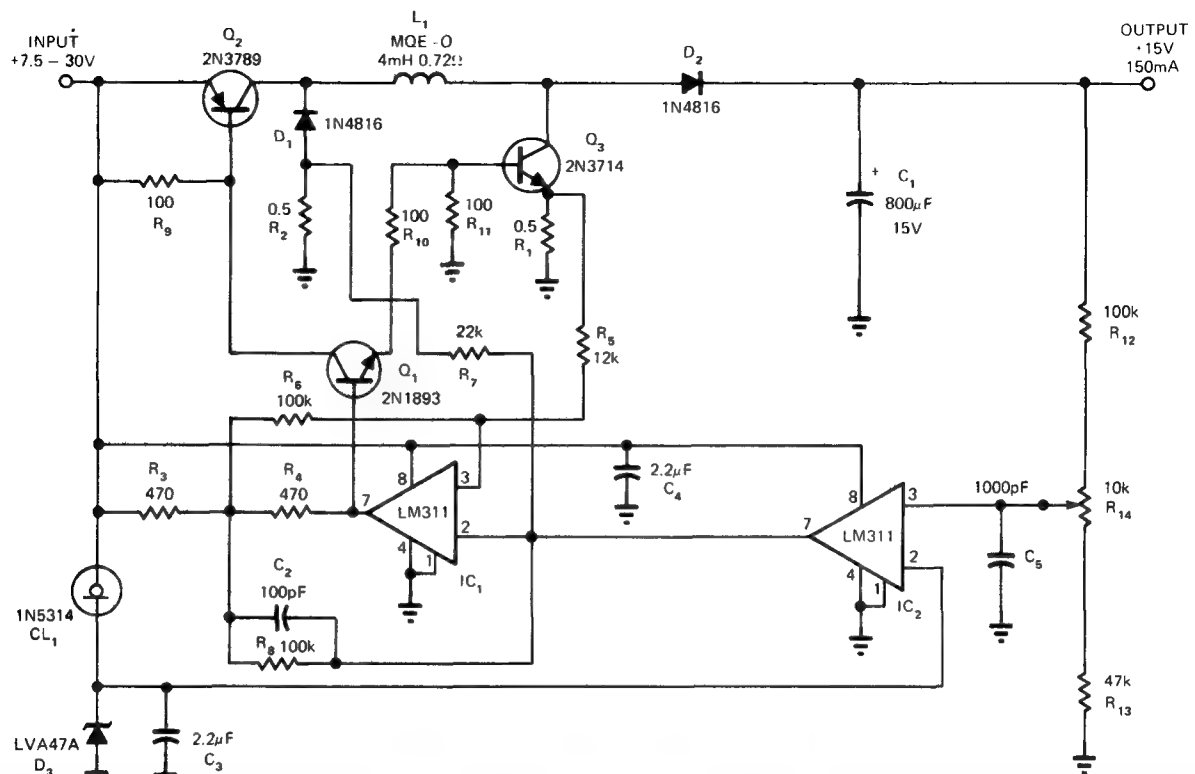 INPUT
+7.5 – 30V
Q2
2N3789
L1
MQE - O
4mH 0.72Ω
D2
1N4816
OUTPUT
+15V
150mA
D1
1N4816
Q3
2N3714
100
R9
0.5
R2
100
R10
100
R11
0.5
R1
+
C1
800µF
15V
22k
R7
R5
12k
100k
R12
Q1
2N1893
R6
100k
R3
470
R4
470
7
8
3
LM311
2
4
1
IC1
2.2µF
C4
7
8
3
LM311
2
4
1
IC2
1000pF
C5
10k
R14
1N5314
CL1
C2
100pF
R8 100k
LVA47A
D3
2.2µF
C3
47k
R13